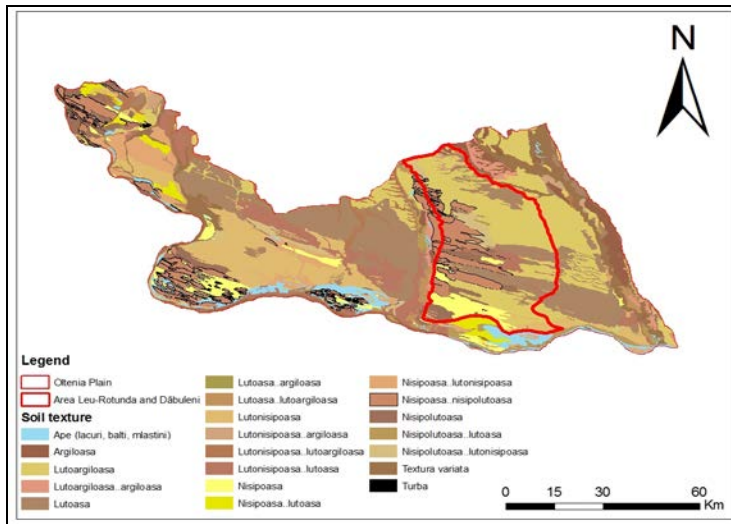 N
Legend
Oltenia Plain
Area Leu-Rotunda and Dăbuleni
Soil texture
Ape (lacuri, balti, mlastini)
Argiloasa
Lutoargiloasa
Lutoargiloasa..argiloasa
Lutoasa
Lutoasa..argiloasa
Lutoasa..lutoargiloasa
Lutonisipoasa
Lutonisipoasa..argiloasa
Lutonisipoasa..lutoargiloasa
Lutonisipoasa..lutoasa
Nisipoasa
Nisipoasa..lutoasa
Nisipoasa..lutonisipoasa
Nisipoasa..nisipolutoasa
Nisipolutoasa
Nisipolutoasa..lutoasa
Nisipolutoasa..lutonisipoasa
Textura variata
Turba
0 15 30 60
Km